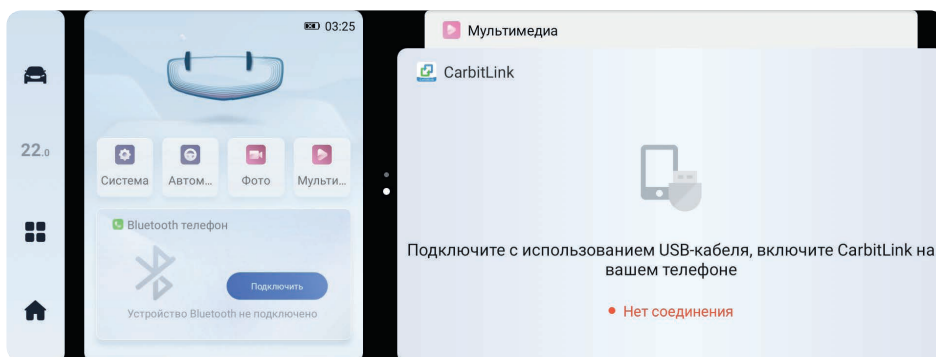 03:25
22.0
Система
Автом...
Фото
Мульти...
Bluetooth телефон
Подключить
Устройство Bluetooth не подключено
Мультимедиа
CarbitLink
Подключите с использованием USB-кабеля, включите CarbitLink на
вашем телефоне
Нет соединения